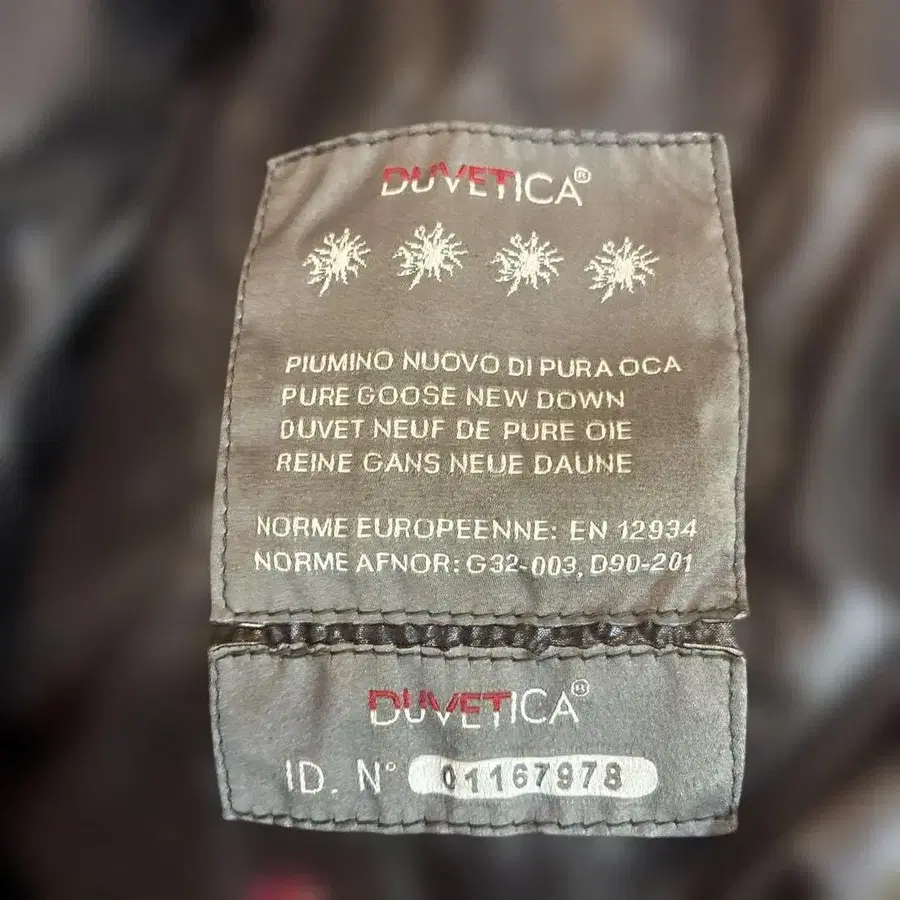 DUVETICA®
PIUMINO NUOVO DI PURA OCA
PURE GOOSE NEW DOWN
DUVET NEUF DE PURE OIE
REINE GANS NEUE DAUNE
NORME EUROPEENNE: EN 12934
NORME AFNOR: G32-003, D90-201
DUVETICA®
ID. N° 01167978